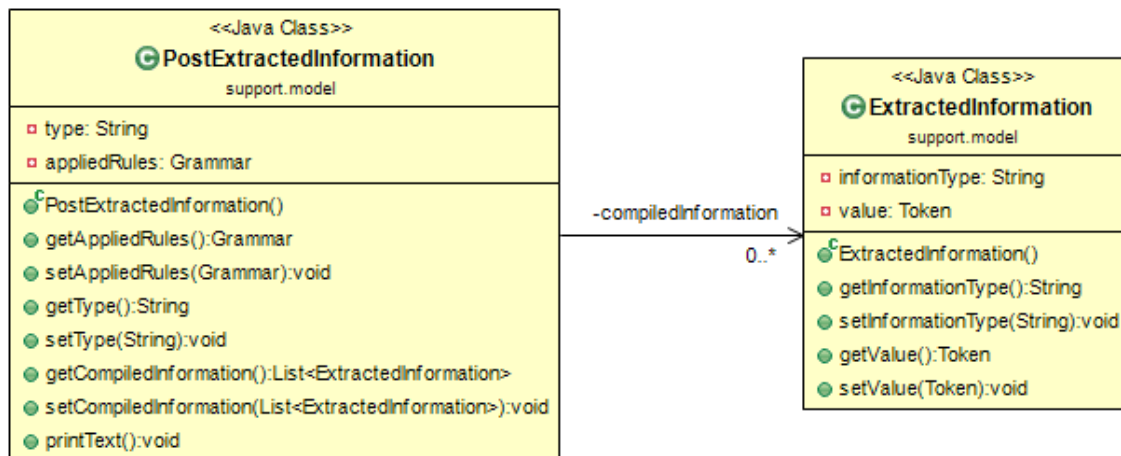 <<Java Class>>
PostExtractedInformation
support.model
type: String
appliedRules: Grammar
PostExtractedInformation()
getAppliedRules():Grammar
setAppliedRules(Grammar):void
getType():String
setType(String):void
getCompiledInformation():List<ExtractedInformation>
setCompiledInformation(List<ExtractedInformation>):void
printText():void
-compiledInformation
0..*
<<Java Class>>
ExtractedInformation
support.model
informationType: String
value: Token
ExtractedInformation()
getInformationType():String
setInformationType(String):void
getValue():Token
setValue(Token):void